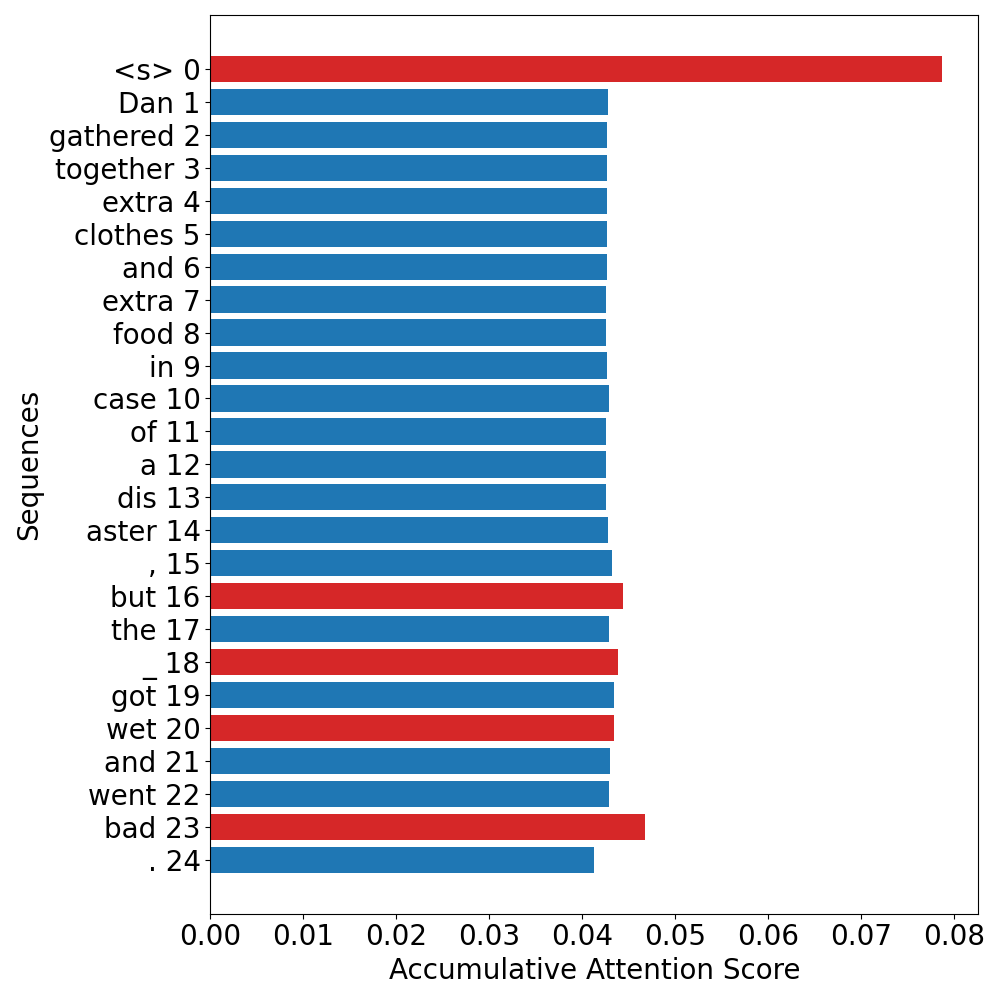 <s> 0
Dan 1
gathered 2
together 3
extra 4
clothes 5
and 6
extra 7
food 8
in 9
case 10
of 11
a 12
dis 13
aster 14
, 15
but 16
the 17
_ 18
got 19
wet 20
and 21
went 22
bad 23
. 24
Sequences
0.00 0.01 0.02 0.03 0.04 0.05 0.06 0.07 0.08
Accumulative Attention Score